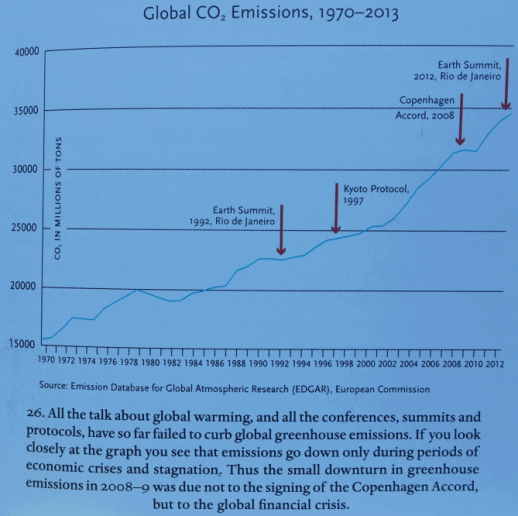 Global CO₂ Emissions, 1970–2013
40000
35000
30000
25000
20000
15000
CO₂ IN MILLIONS OF TONS
Earth Summit,
1992, Rio de Janeiro
Kyoto Protocol,
1997
Copenhagen
Accord, 2008
Earth Summit,
2012, Rio de Janeiro
1970 1972 1974 1976 1978 1980 1982 1984 1986 1988 1990 1992 1994 1996 1998 2000 2002 2004 2006 2008 2010 2012
Source: Emission Database for Global Atmospheric Research (EDGAR), European Commission
26. All the talk about global warming, and all the conferences, summits and
protocols, have so far failed to curb global greenhouse emissions. If you look
closely at the graph you see that emissions go down only during periods of
economic crises and stagnation. Thus the small downturn in greenhouse
emissions in 2008–9 was due not to the signing of the Copenhagen Accord,
but to the global financial crisis.